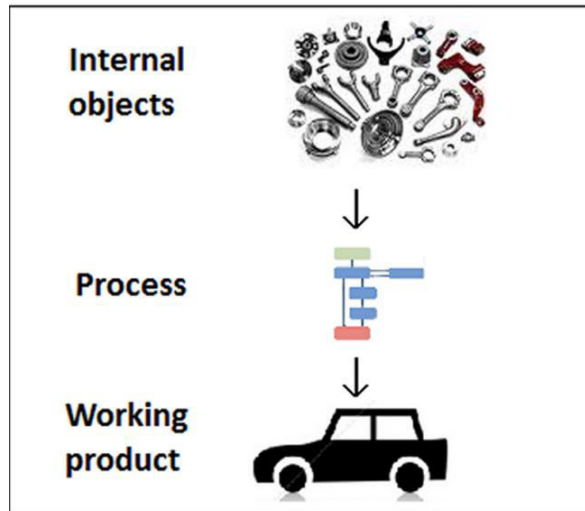 Internal
objects
Process
Working
product